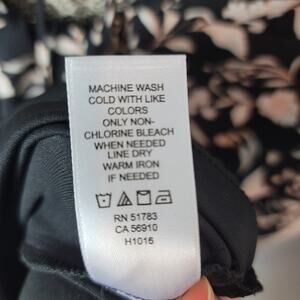 MACHINE WASH
COLD WITH LIKE
COLORS
ONLY NON-
CHLORINE BLEACH
WHEN NEEDED
LINE DRY
WARM IRON
IF NEEDED
RN 51783
CA 56910
H1016